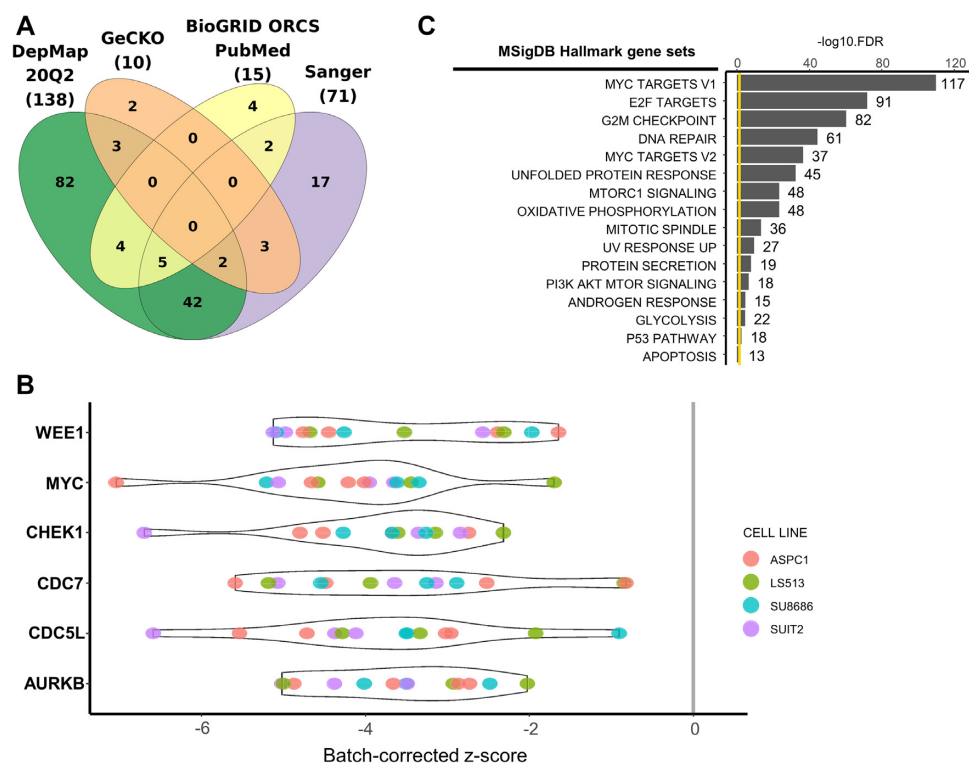 A
DepMap
20Q2
(138)
GeCKO
(10)
BioGRID ORCS
PubMed
(15)
Sanger
(71)
2
4
3
0
2
82
0
0
17
0
4
3
5
2
42
C
MSigDB Hallmark gene sets
-log10.FDR
0 40 80 120
MYC TARGETS V1 117
E2F TARGETS 91
G2M CHECKPOINT 82
DNA REPAIR 61
MYC TARGETS V2 37
UNFOLDED PROTEIN RESPONSE 45
MTORC1 SIGNALING 48
OXIDATIVE PHOSPHORYLATION 48
MITOTIC SPINDLE 36
UV RESPONSE UP 27
PROTEIN SECRETION 19
PI3K AKT MTOR SIGNALING 18
ANDROGEN RESPONSE 15
GLYCOLYSIS 22
P53 PATHWAY 18
APOPTOSIS 13
B
WEE1
MYC
CHEK1
CDC7
CDC5L
AURKB
-6 -4 -2 0
Batch-corrected z-score
CELL LINE
ASPC1
LS513
SU8686
SUIT2